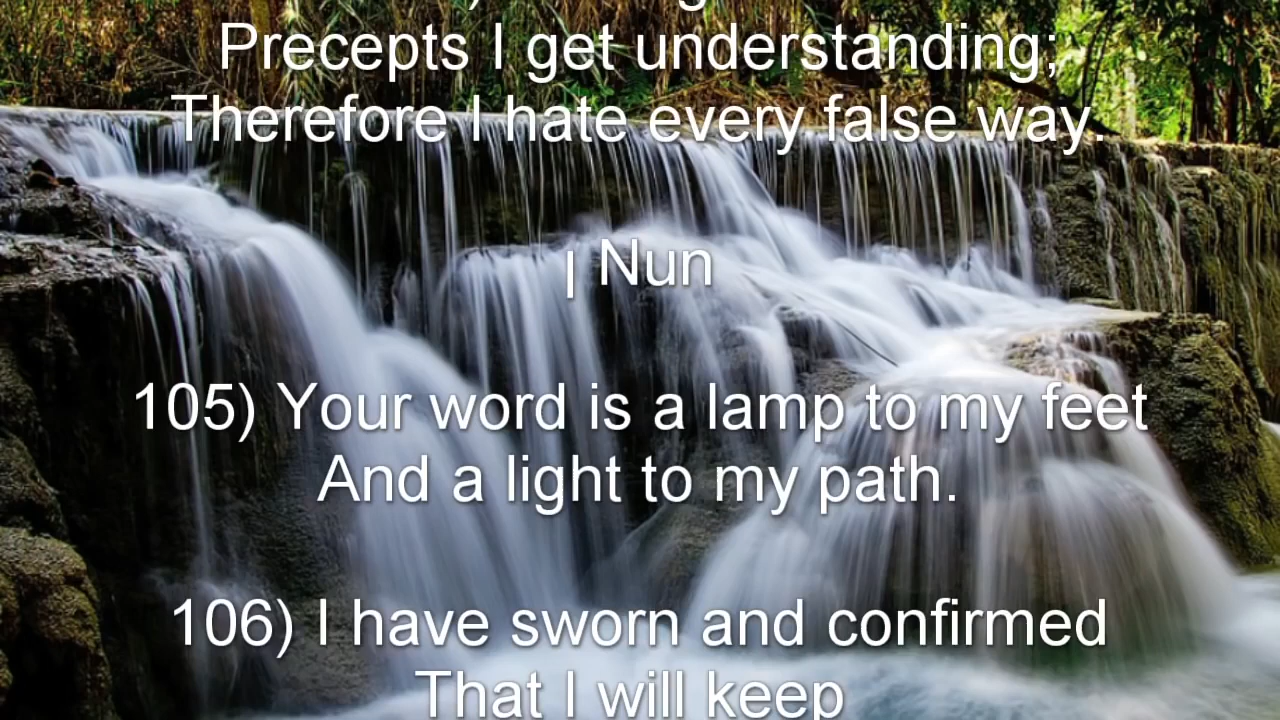 Precepts I get understanding;
Therefore I hate every false way.
ן Nun
105) Your word is a lamp to my feet
And a light to my path.
106) I have sworn and confirmed
That I will keep